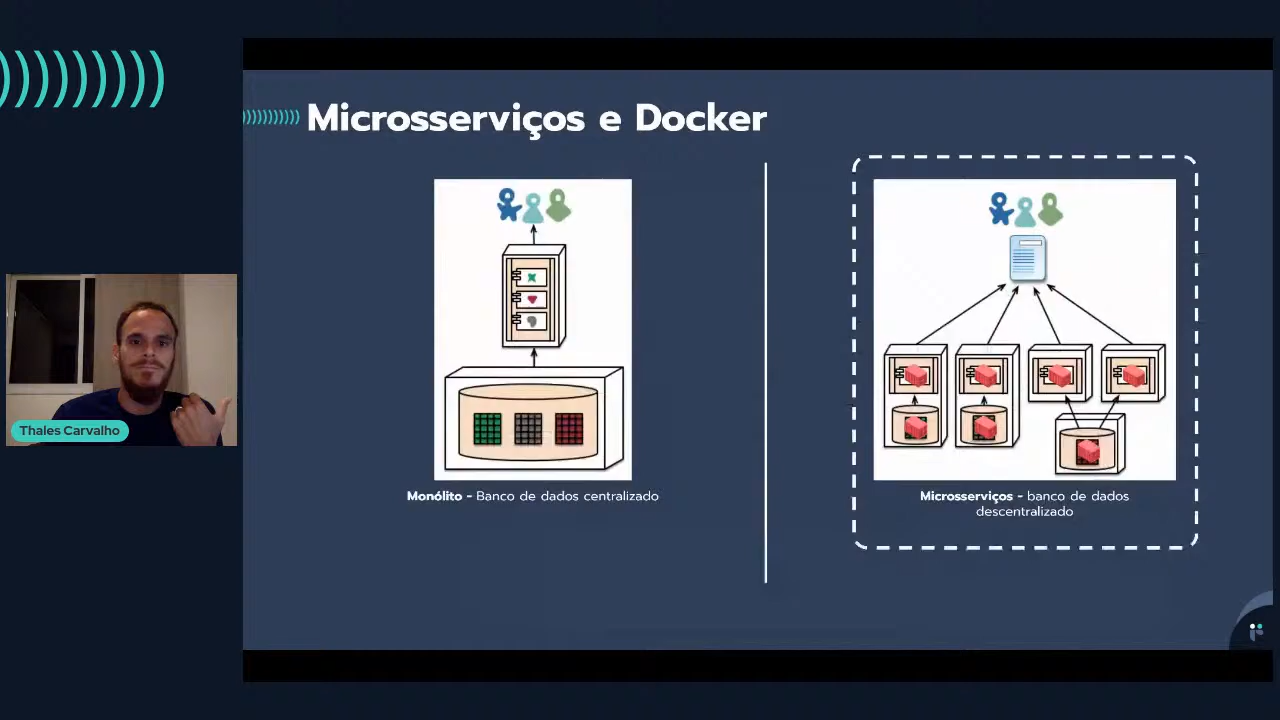 Microsserviços e Docker
Monólito - Banco de dados centralizado
Microsserviços - banco de dados
descentralizado
Thales Carvalho